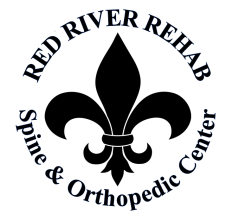 RED RIVER REHAB
Spine & Orthopedic Center